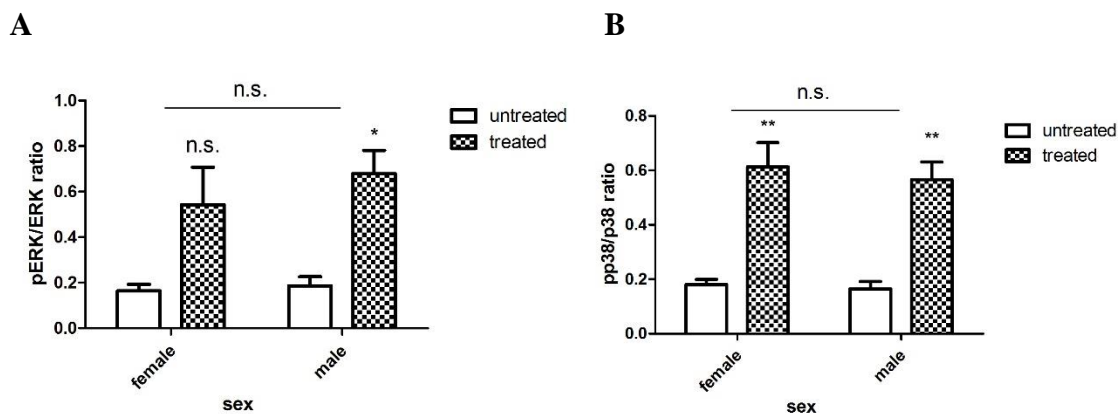 A
n.s.
1.0
0.8
0.6
0.4
0.2
0.0
pERK/ERK ratio
n.s.
*
untreated
treated
female
male
sex
B
n.s.
0.8
0.6
0.4
0.2
0.0
pp38/p38 ratio
**
**
untreated
treated
female
male
sex